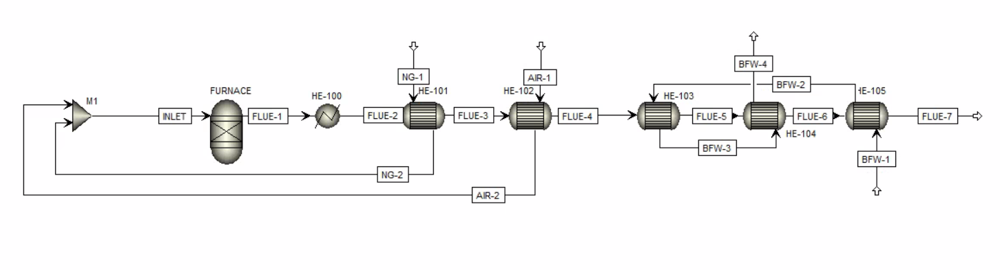 BFW-4
NG-1
AIR-1
BFW-2
FURNACE
HE-101
HE-102
HE-105
M1
HE-100
HE-103
INLET
FLUE-1
FLUE-2
FLUE-3
FLUE-4
FLUE-5
FLUE-6
FLUE-7
HE-104
BFW-3
BFW-1
NG-2
AIR-2